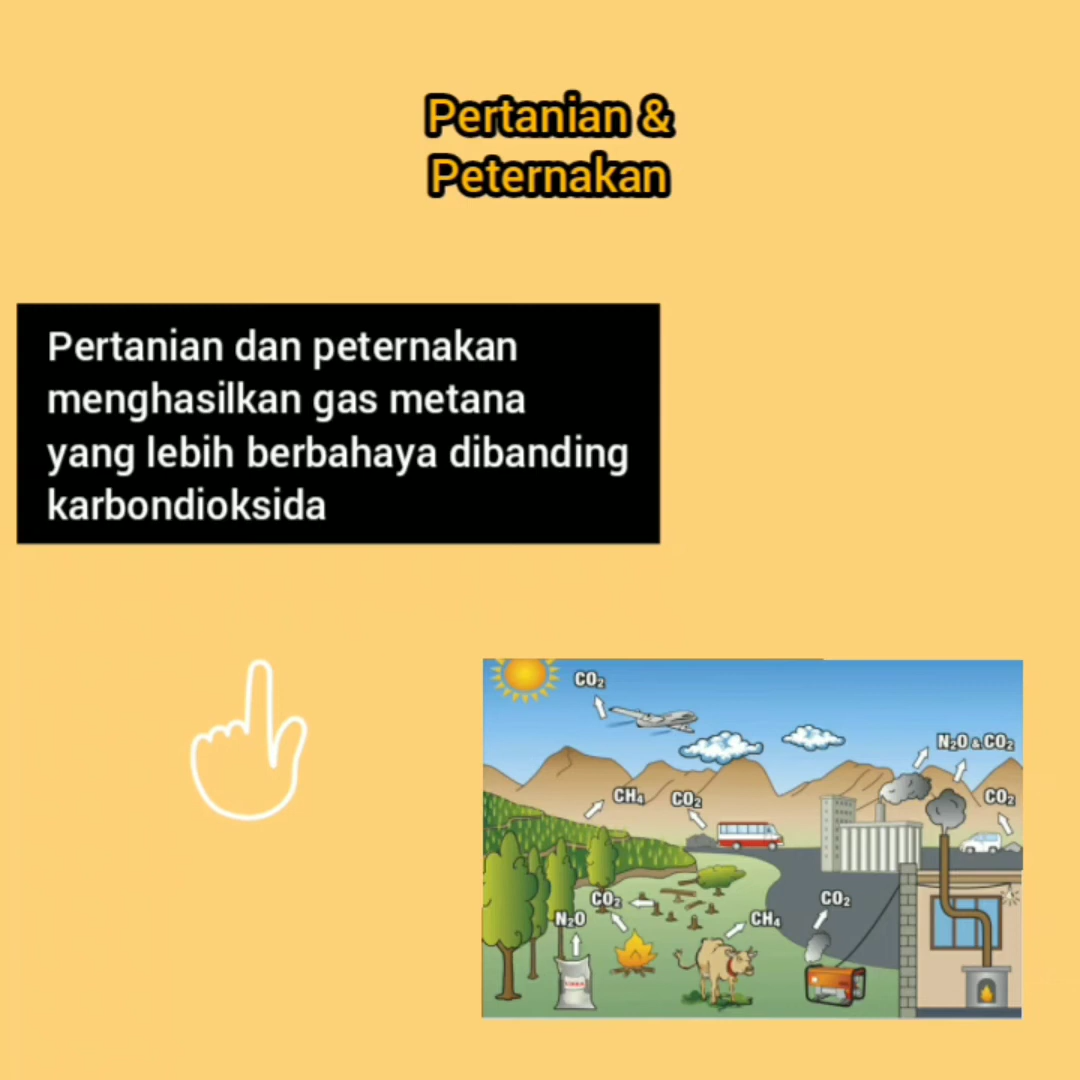 Pertanian &
Peternakan
Pertanian dan peternakan
menghasilkan gas metana
yang lebih berbahaya dibanding
karbondioksida
CO₂
N₂O & CO₂
CH₄
CO₂
CO₂
CO₂
N₂O
CH₄
CO₂